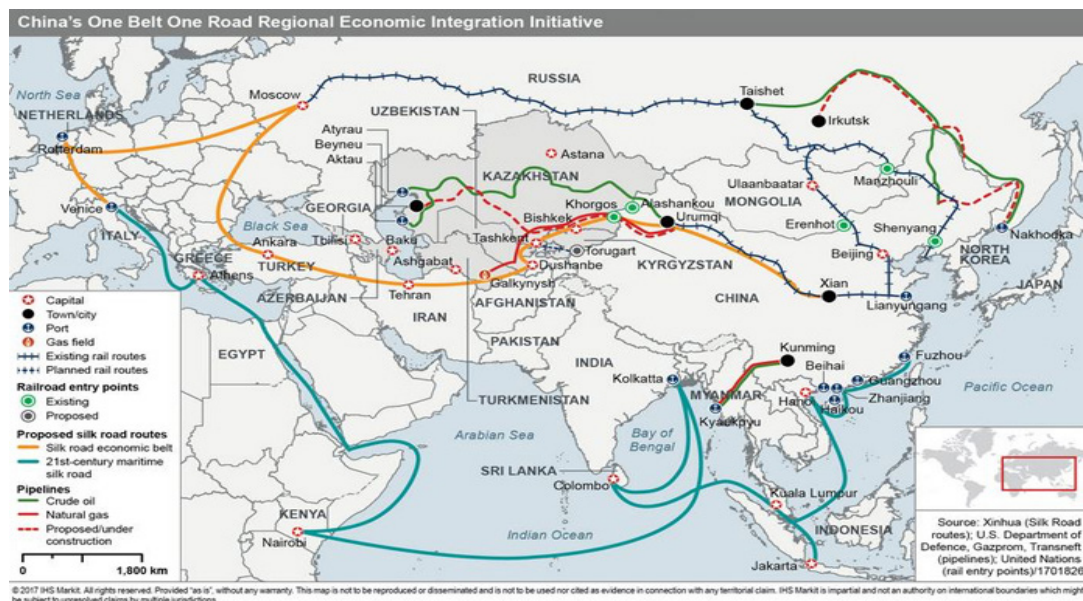 China's One Belt One Road Regional Economic Integration Initiative
North Sea
NETHERLANDS
Rotterdam
Moscow
RUSSIA
Taishet
Irkutsk
UZBEKISTAN
Atyrau
Beyneu
Aktau
Astana
KAZAKHSTAN
Ulaanbaatar
MONGOLIA
Manzhouli
Venice
ITALY
GEORGIA
Black Sea
Khorgos
Alashankou
Bishkek
Urumqi
Erenhot
Shenyang
Nakhodka
Ankara
Tbilisi
Baku
Tashkent
Torugart
Beijing
NORTH
KOREA
GREECE
Athens
TURKEY
Ashgabat
Dushanbe
KYRGYZSTAN
Galkynysh
JAPAN
AZERBAIJAN
Tehran
AFGHANISTAN
CHINA
Xian
Lianyungang
IRAN
PAKISTAN
EGYPT
INDIA
Kunming
Beihai
Fuzhou
Kolkatta
Guangzhou
Pacific Ocean
TURKMENISTAN
MYANMAR
Hanoi
Zhanjiang
Haikou
Kyaukpyu
Arabian Sea
Bay of
Bengal
SRI LANKA
Colombo
Kuala Lumpur
KENYA
Nairobi
Indian Ocean
INDONESIA
Jakarta
Capital
Town/city
Port
Gas field
Existing rail routes
Planned rail routes
Railroad entry points
Existing
Proposed
Proposed silk road routes
Silk road economic belt
21st-century maritime
silk road
Pipelines
Crude oil
Natural gas
Proposed/under
construction
0 1,800 km
Source: Xinhua (Silk Road
routes); U.S. Department of
Defence, Gazprom, Transneft
(pipelines); United Nations
(rail entry points)/1701826
© 2017 IHS Markit. All rights reserved. Provided "as is", without any warranty. This map is not to be reproduced or disseminated and is not to be used nor cited as evidence in connection with any territorial claim. IHS Markit is impartial and not an authority on international boundaries which might
be subject to unresolved claims by multiple jurisdictions.